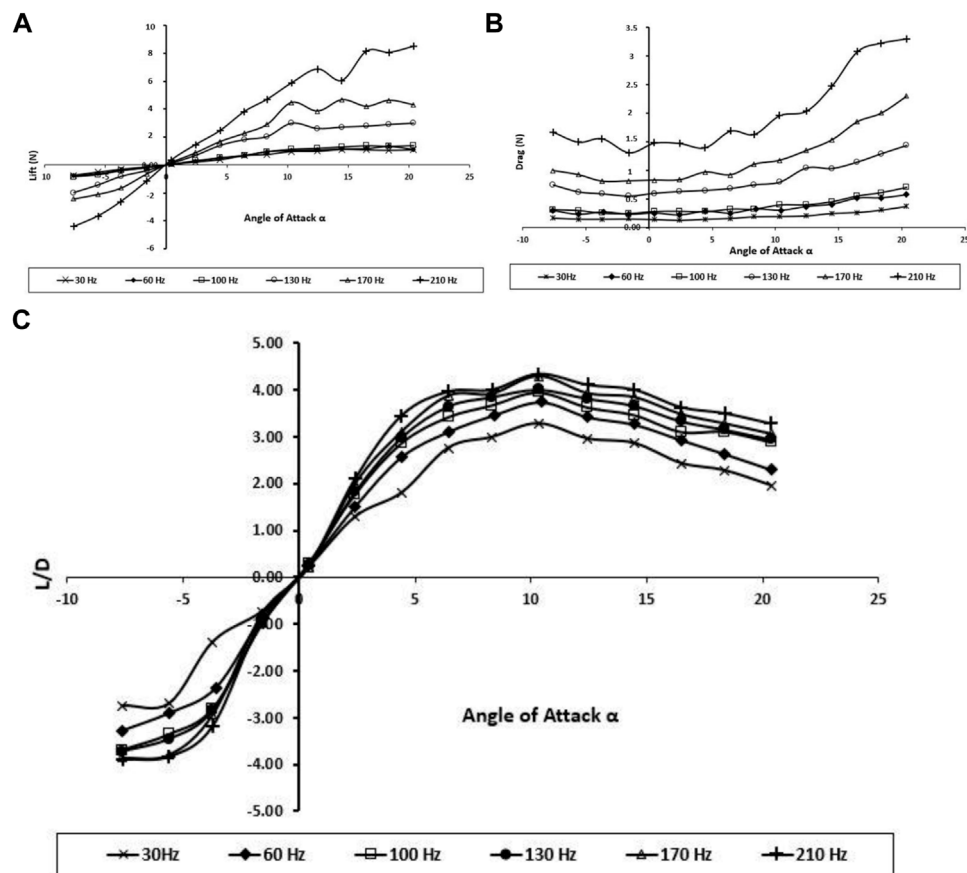 A
10
8
6
4
2
0
-2
-4
-6
-10
-5
0
5
10
15
20
25
Lift (N)
Angle of Attack α
30 Hz 60 Hz 100 Hz 130 Hz 170 Hz 210 Hz
B
3.5
3
2.5
2
1.5
1
0.5
0.00
-10 -5 0 5 10 15 20 25
Drag (N)
Angle of Attack α
30Hz 60 Hz 100 Hz 130 Hz 170 Hz 210 Hz
C
5.00
4.00
3.00
2.00
1.00
0.00
-1.00
-2.00
-3.00
-4.00
-5.00
-10 -5 0 5 10 15 20 25
L/D
Angle of Attack α
30Hz 60 Hz 100 Hz 130 Hz 170 Hz 210 Hz